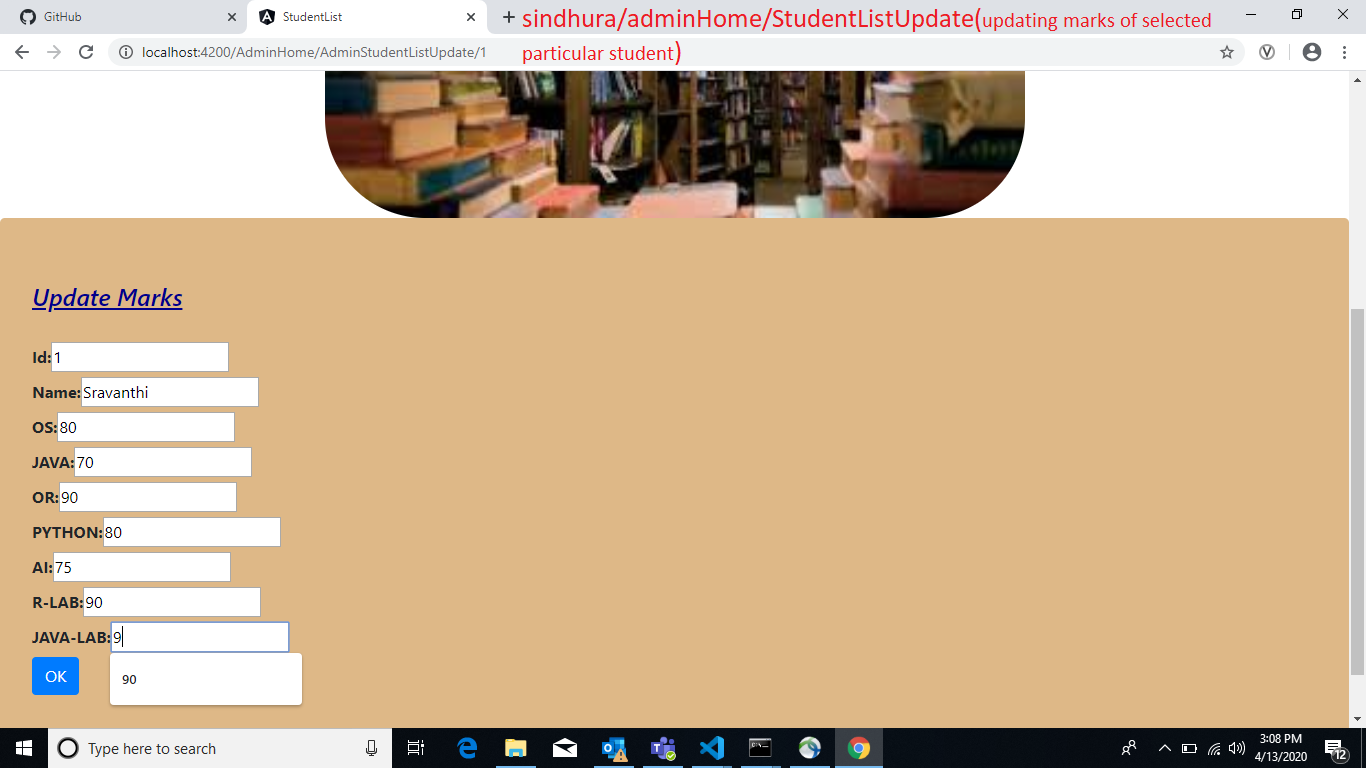 GitHub
StudentList
sindhura/adminHome/StudentListUpdate(updating marks of selected
particular student)
localhost:4200/AdminHome/AdminStudentListUpdate/1
Update Marks
Id:1
Name:Sravanthi
OS:80
JAVA:70
OR:90
PYTHON:80
AI:75
R-LAB:90
JAVA-LAB:9
OK
90
Type here to search
3:08 PM
4/13/2020
12